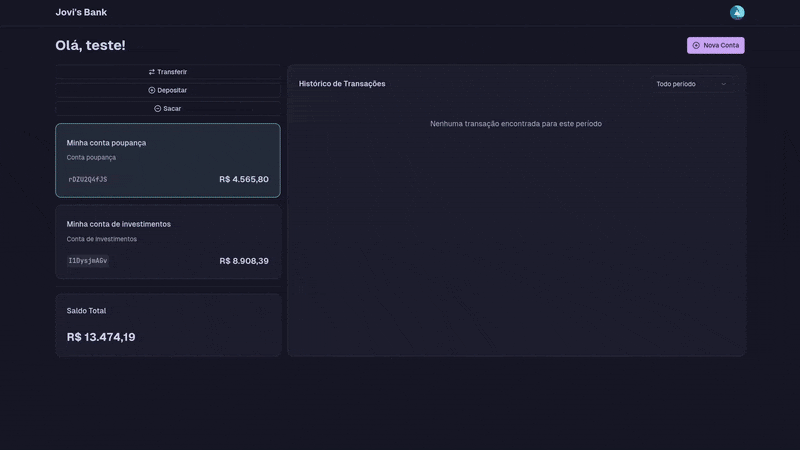 Jovi's Bank
Olá, teste!
Nova Conta
Transferir
Depositar
Sacar
Minha conta poupança
Conta poupança
rDZU2Q4fJS
R$ 4.565,80
Minha conta de investimentos
Conta de investimentos
I1DysjmAGv
R$ 8.908,39
Saldo Total
R$ 13.474,19
Histórico de Transações
Todo período
Nenhuma transação encontrada para este período